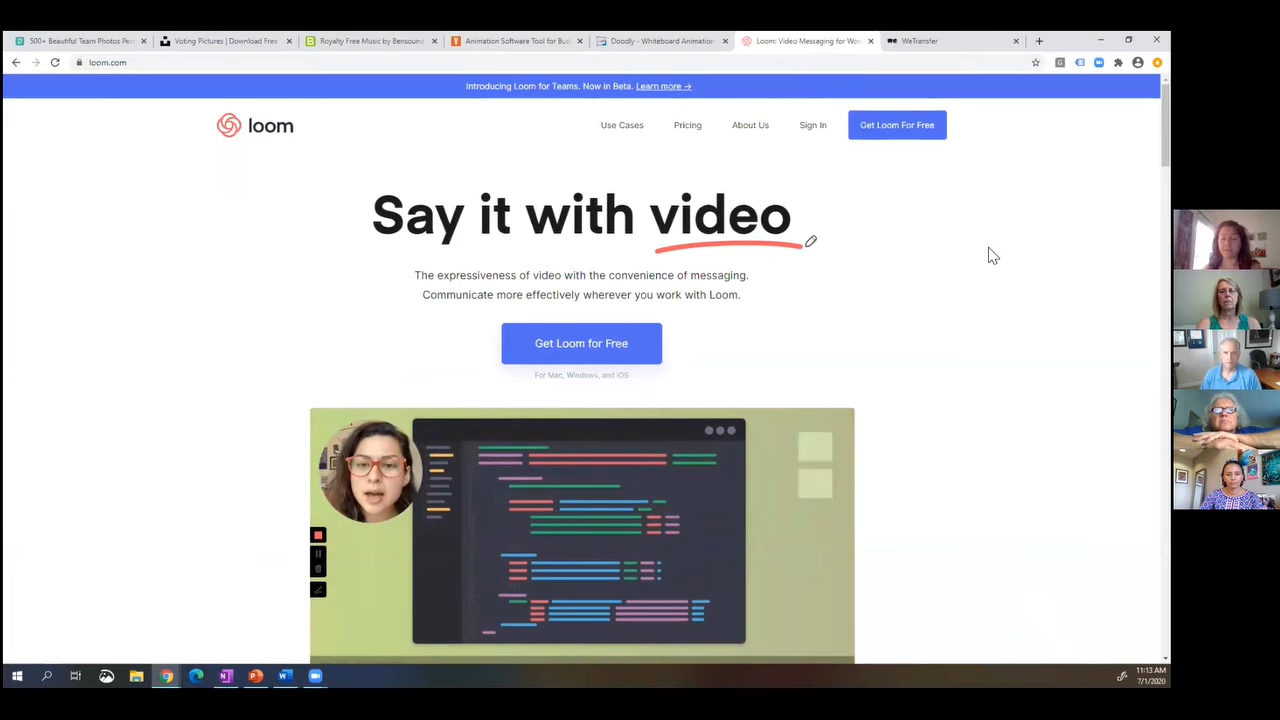 500+ Beautiful Team Photos Pex
Voting Pictures | Download Free
Royalty Free Music by Bensound
Animation Software Tool for Bus
Doodly - Whiteboard Animation
Loom: Video Messaging for Wor
WeTransfer
loom.com
Introducing Loom for Teams. Now in Beta. Learn more →
loom
Use Cases
Pricing
About Us
Sign In
Get Loom For Free
Say it with video
The expressiveness of video with the convenience of messaging.
Communicate more effectively wherever you work with Loom.
Get Loom for Free
For Mac, Windows, and iOS
11:13 AM
7/1/2020